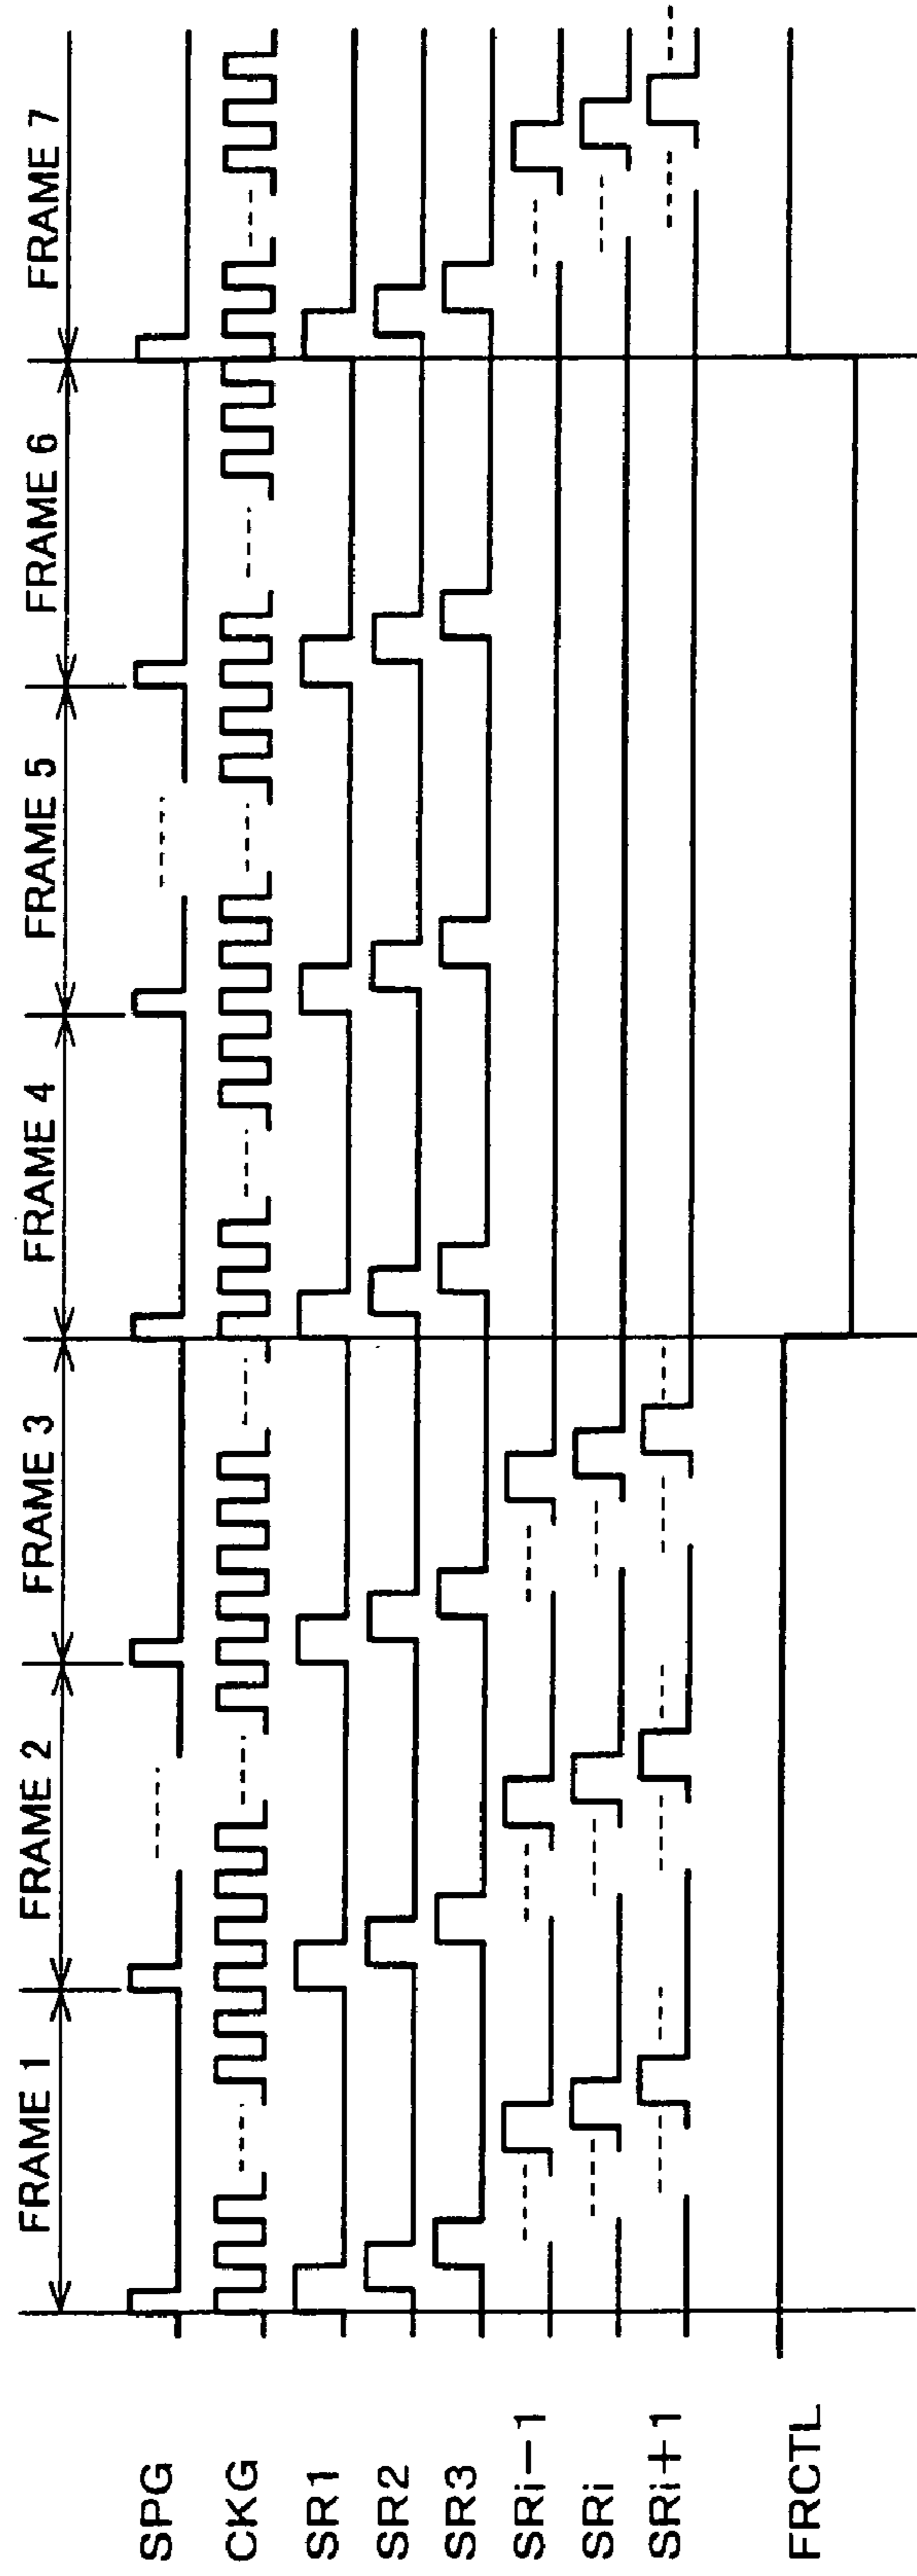 FRAME 1
FRAME 2
FRAME 3
FRAME 4
FRAME 5
FRAME 6
FRAME 7
SPG
CKG
SR1
SR2
SR3
SRi-1
SRi
SRi+1
FRCTL